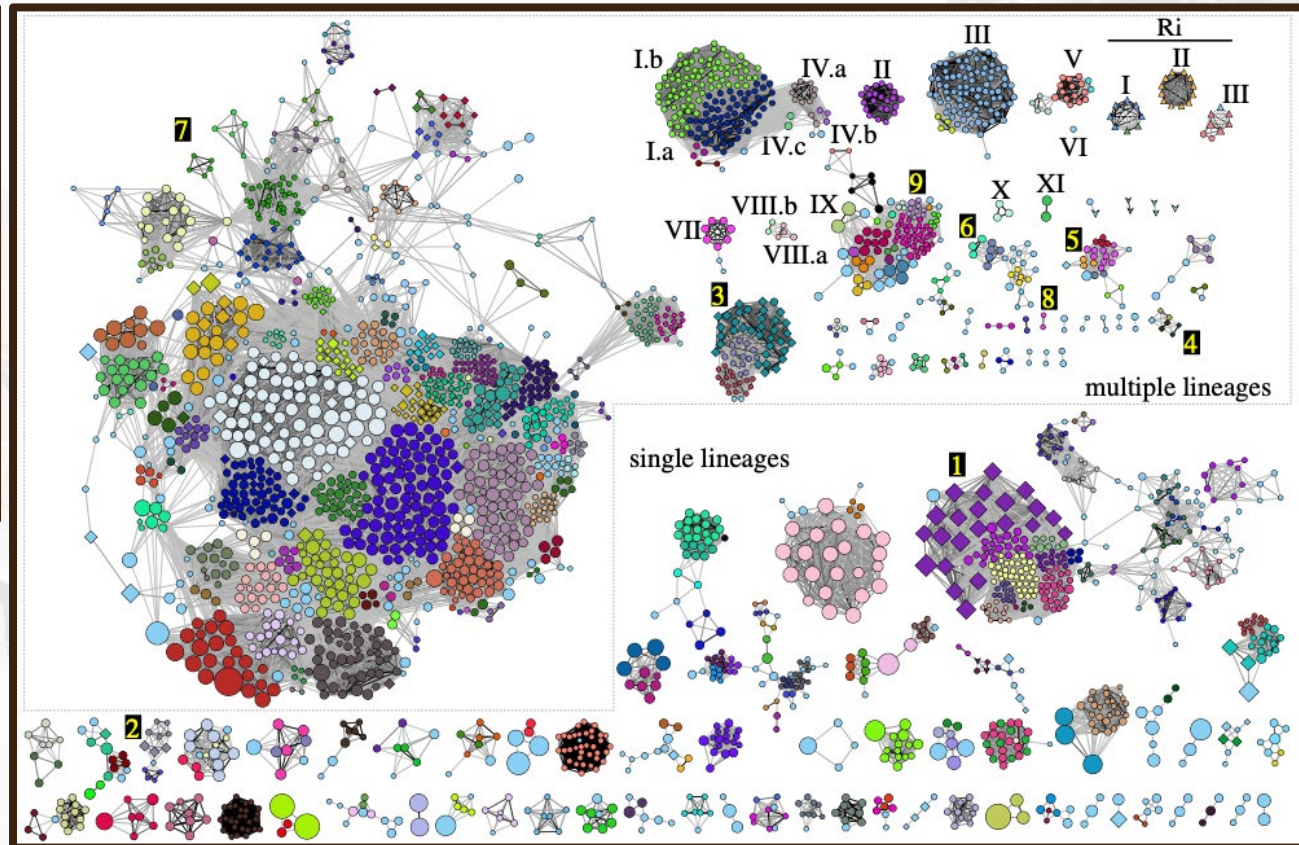 Ri
I.b
IV.a
II
III
V
I
II
III
7
I.a
IV.c
IV.b
VI
9
X
XI
VII
VIII.b
VIII.a
IX
6
5
3
8
4
multiple lineages
single lineages
1
2